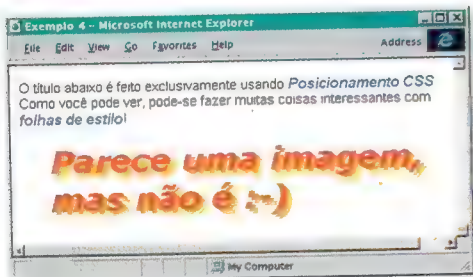 Exemplo 4 - Microsoft Internet Explorer
File Edit View Go Favorites Help Address
O título abaixo é feito exclusivamente usando Posicionamento CSS
Como você pode ver, pode-se fazer muitas coisas interessantes com
folhas de estilo!
Parece uma imagem,
mas não é :-)
My Computer